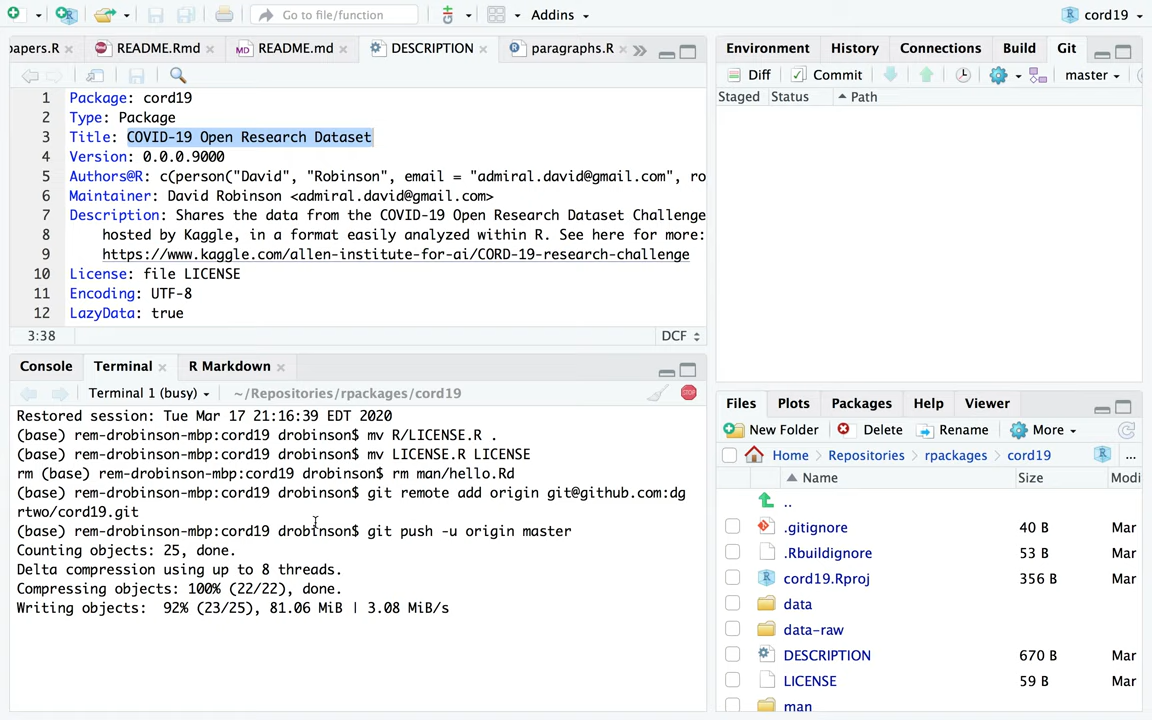 Go to file/function
Addins
cord19
papers.R
README.Rmd
README.md
DESCRIPTION
paragraphs.R
1 Package: cord19
2 Type: Package
3 Title: COVID-19 Open Research Dataset
4 Version: 0.0.0.9000
5 Authors@R: c(person("David", "Robinson", email = "admiral.david@gmail.com", ro
6 Maintainer: David Robinson <admiral.david@gmail.com>
7 Description: Shares the data from the COVID-19 Open Research Dataset Challenge
8 hosted by Kaggle, in a format easily analyzed within R. See here for more:
9 https://www.kaggle.com/allen-institute-for-ai/CORD-19-research-challenge
10 License: file LICENSE
11 Encoding: UTF-8
12 LazyData: true
3:38
DCF
Console
Terminal
R Markdown
Terminal 1 (busy)
~/Repositories/rpackages/cord19
STOP
Restored session: Tue Mar 17 21:16:39 EDT 2020
(base) rem-drobinson-mbp:cord19 drobinson$ mv R/LICENSE.R .
(base) rem-drobinson-mbp:cord19 drobinson$ mv LICENSE.R LICENSE
rm (base) rem-drobinson-mbp:cord19 drobinson$ rm man/hello.Rd
(base) rem-drobinson-mbp:cord19 drobinson$ git remote add origin git@github.com:dg
rtwo/cord19.git
(base) rem-drobinson-mbp:cord19 drobinson$ git push -u origin master
Counting objects: 25, done.
Delta compression using up to 8 threads.
Compressing objects: 100% (22/22), done.
Writing objects:  92% (23/25), 81.06 MiB | 3.08 MiB/s
Environment
History
Connections
Build
Git
Diff
Commit
master
Staged
Status
Path
Files
Plots
Packages
Help
Viewer
New Folder
Delete
Rename
More
Home
Repositories
rpackages
cord19
...
Name
Size
Modi
..
.gitignore 40 B Mar
.Rbuildignore 53 B Mar
cord19.Rproj 356 B Mar
data
data-raw
DESCRIPTION 670 B Mar
LICENSE 59 B Mar
man